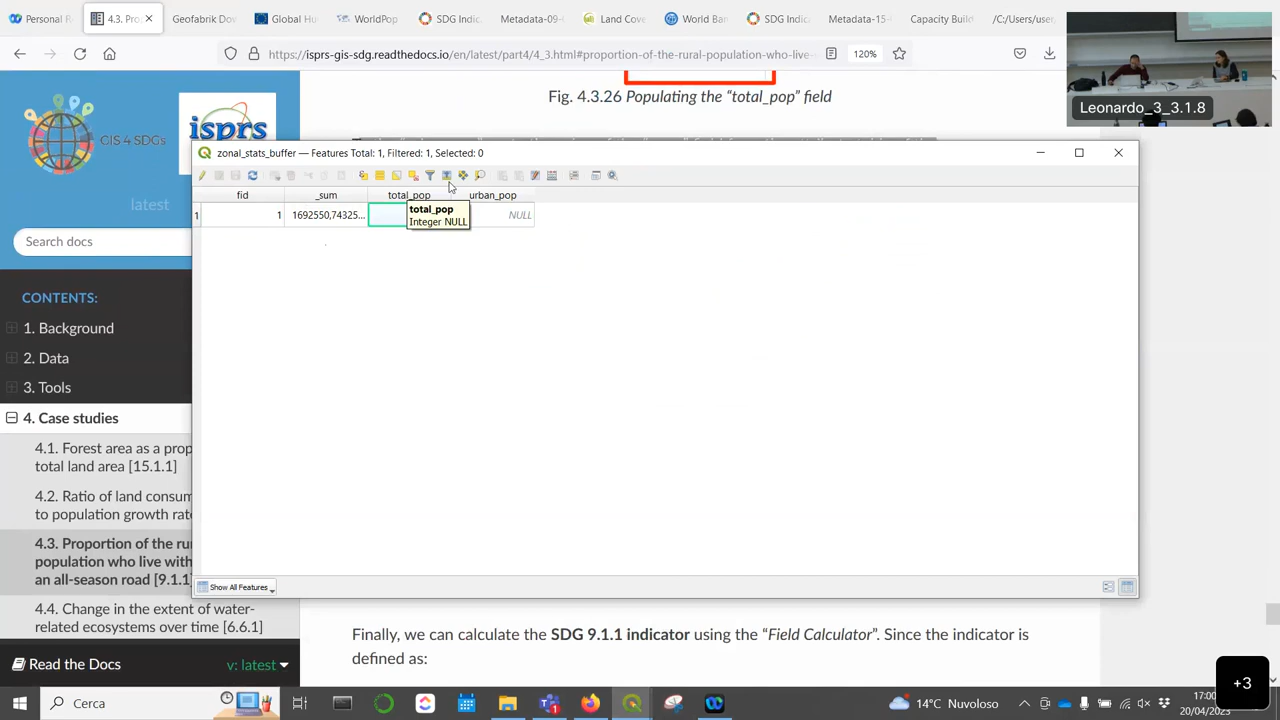 Personal Re
4.3. Pro
Geofabrik Dow
Global Hu
WorldPop
SDG Indic
Metadata-09-
Land Cove
World Ban
SDG Indic
Metadata-15-
Capacity Build
/C:/Users/user
https://isprs-gis-sdg.readthedocs.io/en/latest/part4/4_3.html#proportion-of-the-rural-population-who-live-
120%
Leonardo_3_3.1.8
Fig. 4.3.26 Populating the "total_pop" field
GIS 4 SDGs
isprs
latest
Search docs
CONTENTS:
1. Background
2. Data
3. Tools
4. Case studies
4.1. Forest area as a prop
total land area [15.1.1]
4.2. Ratio of land consum
to population growth rate
4.3. Proportion of the rur
population who live with
an all-season road [9.1.1]
4.4. Change in the extent of water-
related ecosystems over time [6.6.1]
Read the Docs
v: latest
zonal_stats_buffer — Features Total: 1, Filtered: 1, Selected: 0
fid _sum total_pop urban_pop
1 1 1692550,74325... NULL
total_pop
Integer NULL
Show All Features
Finally, we can calculate the SDG 9.1.1 indicator using the "Field Calculator". Since the indicator is
defined as:
Cerca
14°C Nuvoloso
17:00
20/04/2023
+3